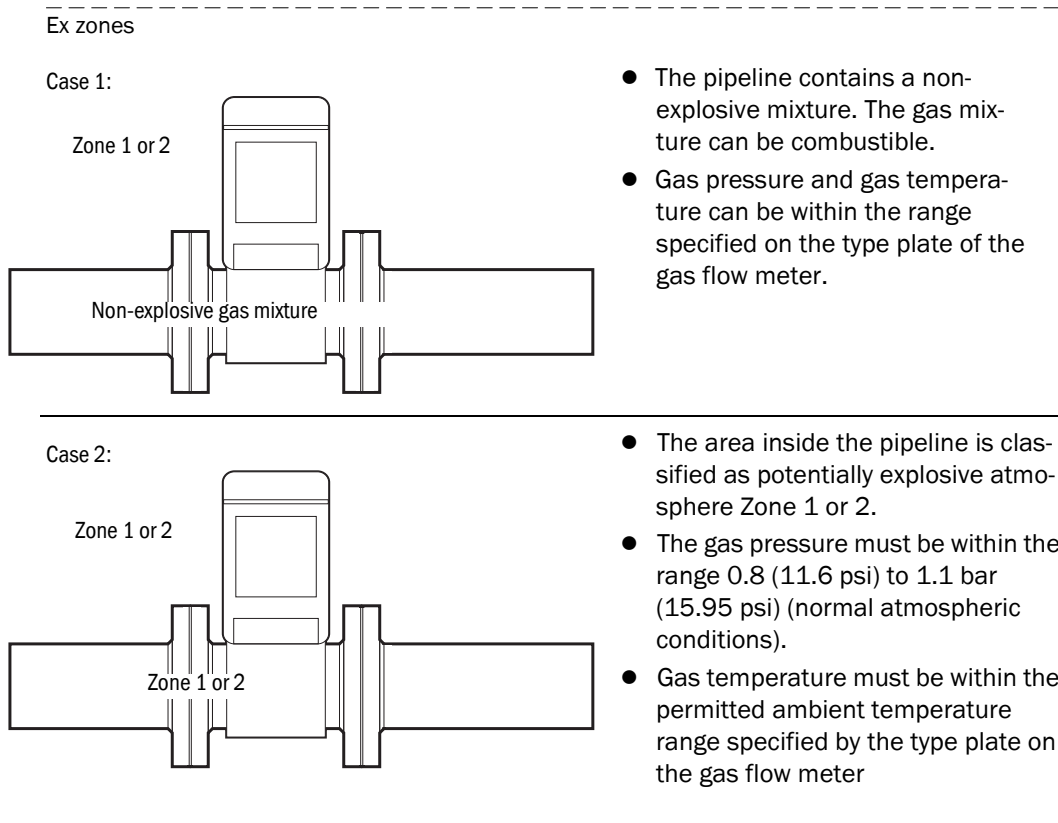 Ex zones
Case 1:
Zone 1 or 2
Non-explosive gas mixture
● The pipeline contains a non-
explosive mixture. The gas mix-
ture can be combustible.
● Gas pressure and gas tempera-
ture can be within the range
specified on the type plate of the
gas flow meter.
Case 2:
Zone 1 or 2
Zone 1 or 2
● The area inside the pipeline is clas-
sified as potentially explosive atmo-
sphere Zone 1 or 2.
● The gas pressure must be within the
range 0.8 (11.6 psi) to 1.1 bar
(15.95 psi) (normal atmospheric
conditions).
● Gas temperature must be within the
permitted ambient temperature
range specified by the type plate on
the gas flow meter